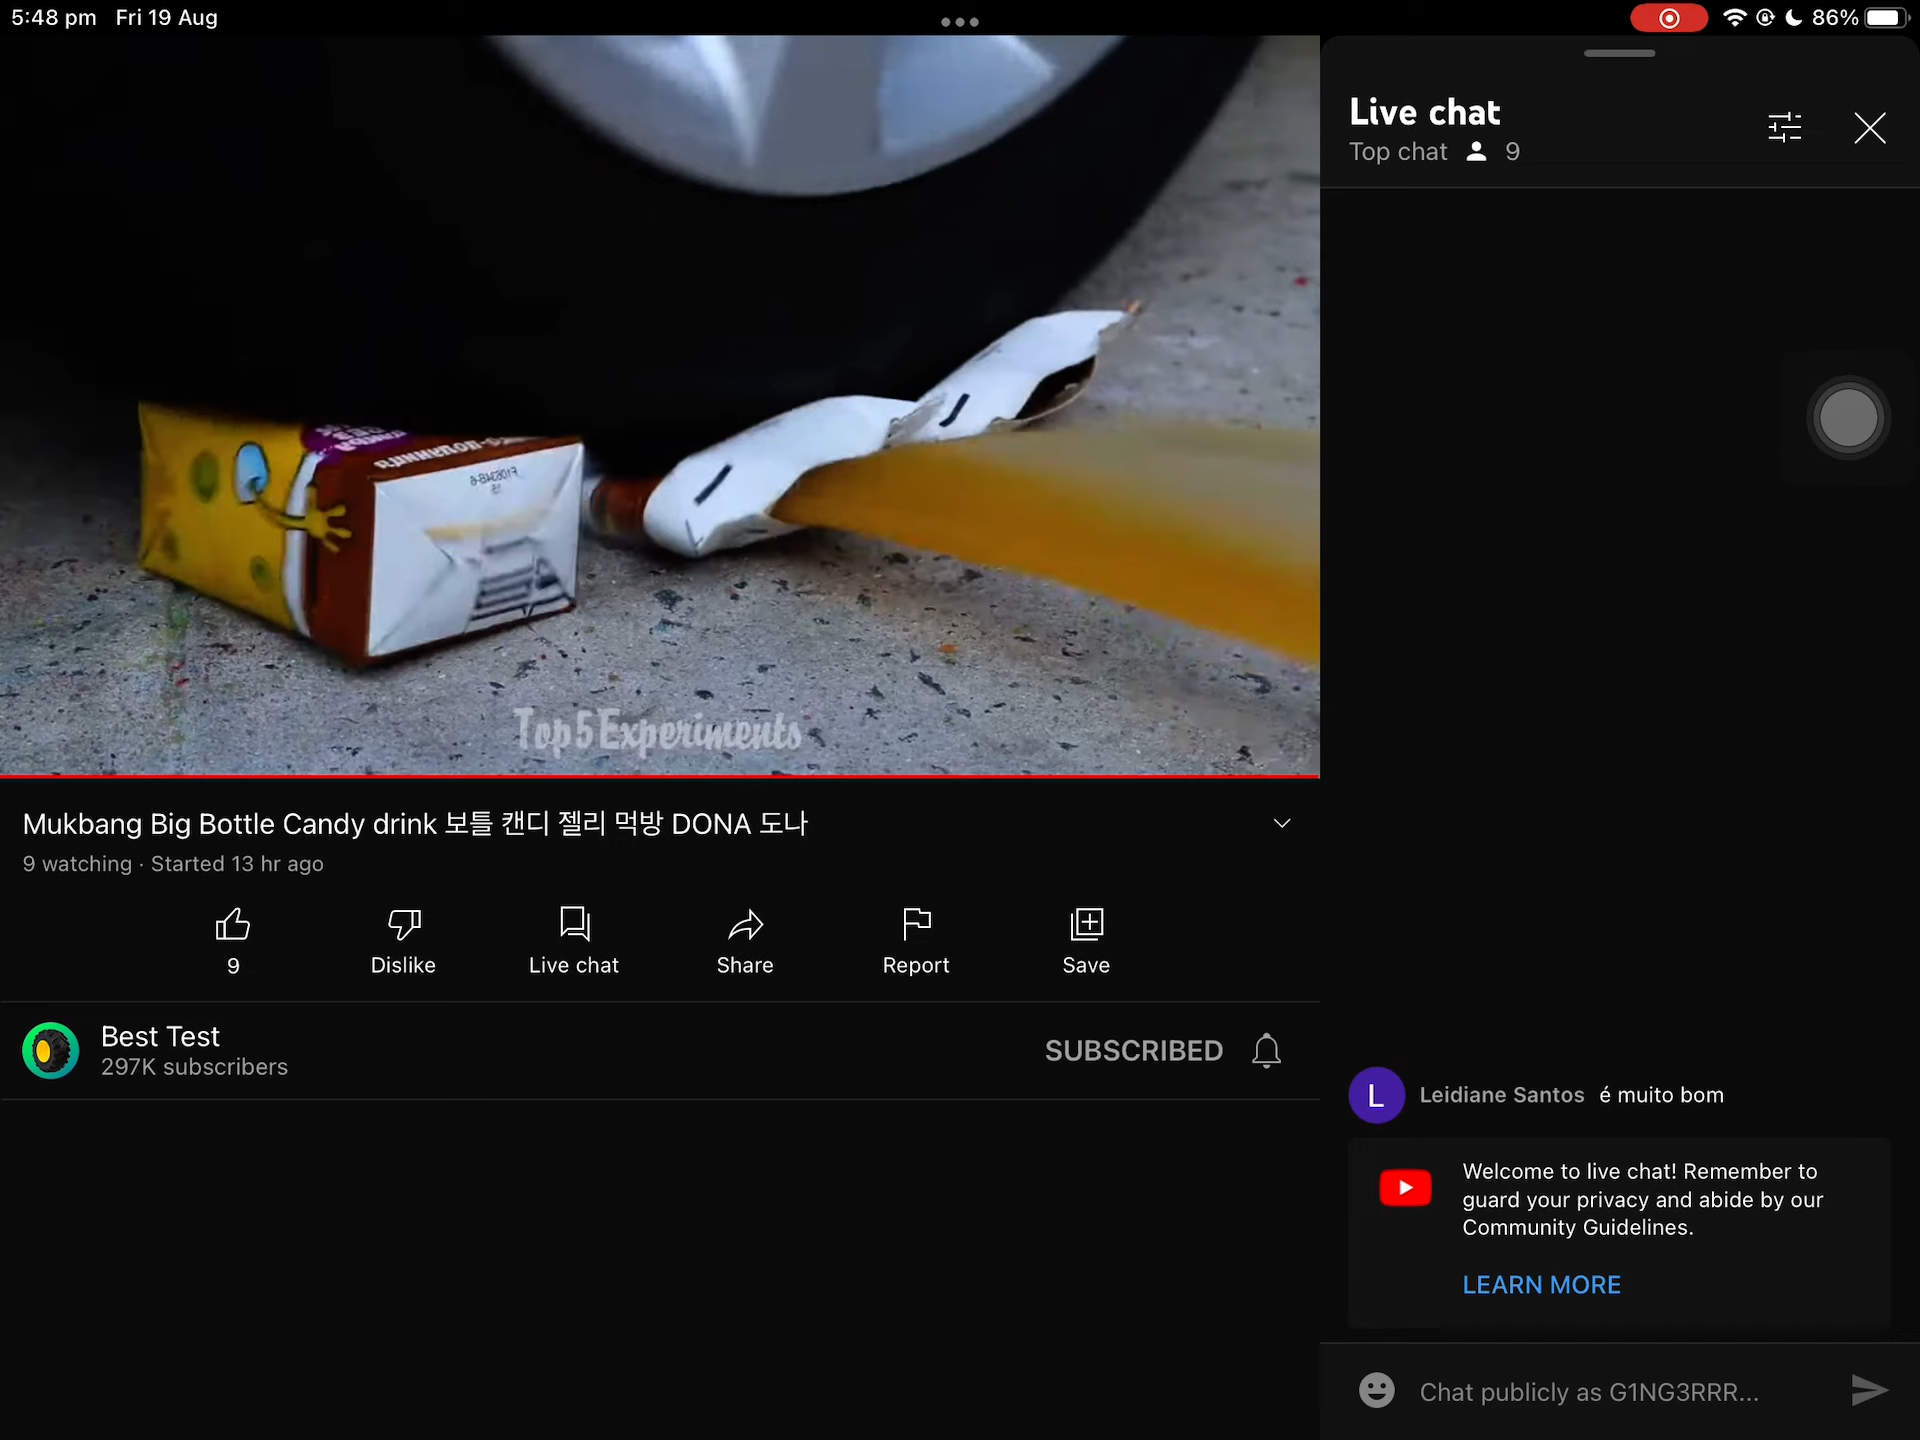 5:48 pm Fri 19 Aug
86%
Top5Experiments
Mukbang Big Bottle Candy drink 보틀 캔디 젤리 먹방 DONA 도나
9 watching · Started 13 hr ago
9
Dislike
Live chat
Share
Report
Save
Best Test
297K subscribers
SUBSCRIBED
Live chat
Top chat 9
L
Leidiane Santos é muito bom
Welcome to live chat! Remember to
guard your privacy and abide by our
Community Guidelines.
LEARN MORE
Chat publicly as G1NG3RRR...